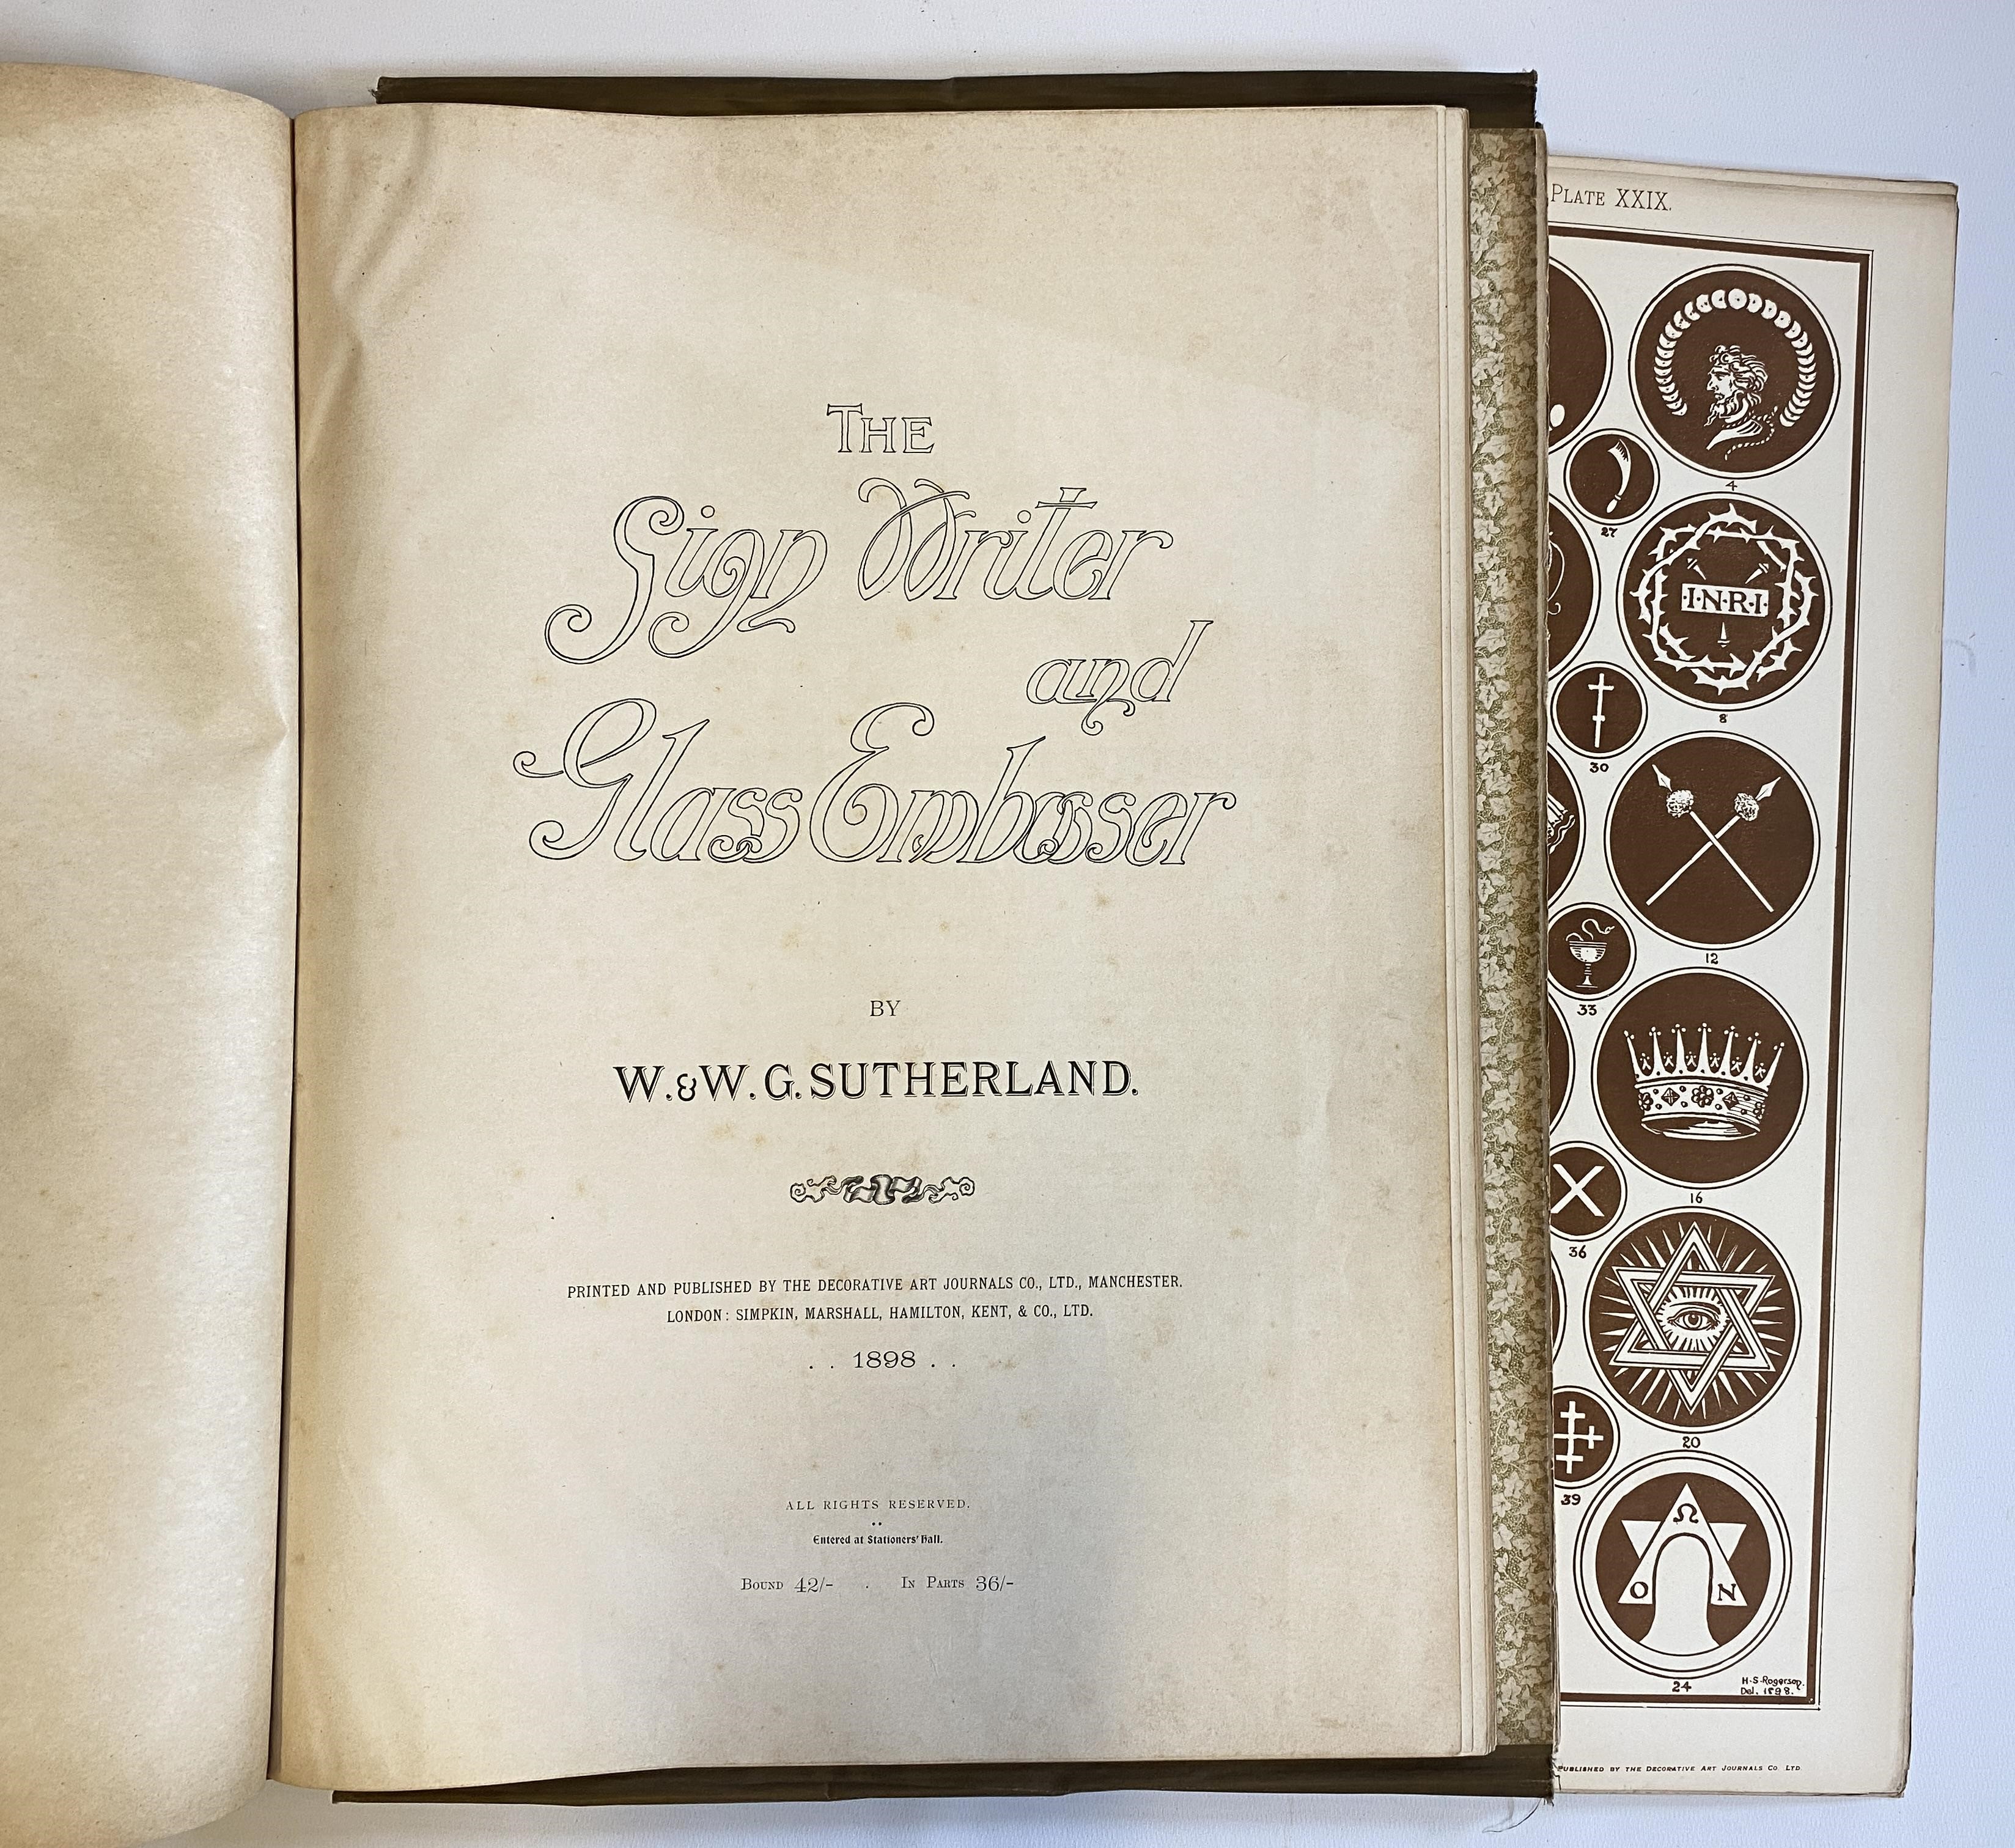 THE
Sign Writer
and
Glass Embosser
BY
W. & W. G. SUTHERLAND.
PRINTED AND PUBLISHED BY THE DECORATIVE ART JOURNALS CO., LTD., MANCHESTER.
LONDON: SIMPKIN, MARSHALL, HAMILTON, KENT, & CO., LTD.
. . 1898 . .
ALL RIGHTS RESERVED.
Entered at Stationers' Hall.
BOUND 42/- . IN PARTS 36/-
PLATE XXIX.
4
27
·I·N·R·I·
8
30
12
33
16
36
20
39
Ω
O N
24
H·S·Rogerson.
Del. 1898.
PUBLISHED BY THE DECORATIVE ART JOURNALS CO. LTD.